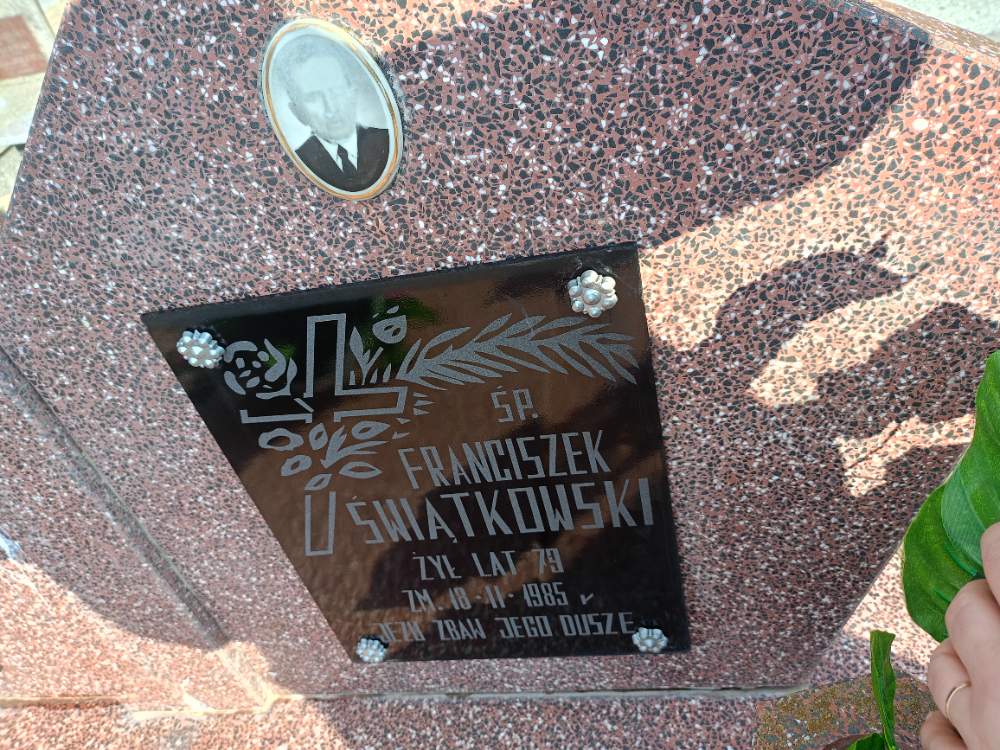 ŚP.
FRANCISZEK
ŚWIĄTKOWSKI
ŻYŁ LAT 79
ZM. 18-11-1985 r
JEZU ZBAW JEGO DUSZĘ